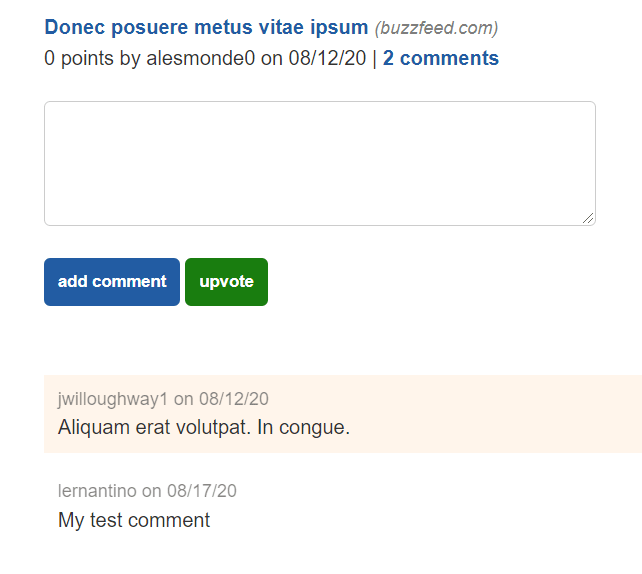 Donec posuere metus vitae ipsum (buzzfeed.com)
0 points by alesmonde0 on 08/12/20 | 2 comments
add comment upvote
jwilloughway1 on 08/12/20
Aliquam erat volutpat. In congue.
lernantino on 08/17/20
My test comment